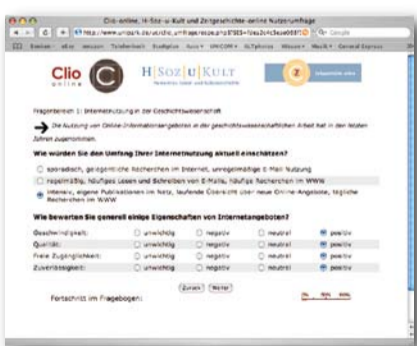 Clio-online, H-Soz-u-Kult und Zeitgeschichte-online Nutzerumfrage
Clio
online
H|SOZ|U|KULT
Fragenbereich 1: Internetnutzung in der Geschichtswissenschaft
Die Nutzung von Online-Informationsangeboten in der geschichtswissenschaftlichen Arbeit hat in den letzten
Jahren zugenommen.
Wie würden Sie den Umfang Ihrer Internetnutzung aktuell einschätzen?
sporadisch, gelegentliche Recherchen im Internet, unregelmäßige E-Mail Nutzung
regelmäßig, häufiges Lesen und Schreiben von E-Mails, häufige Recherchen im WWW
intensiv, eigene Publikationen im Netz, laufende Übersicht über neue Online-Angebote, tägliche
Recherchen im WWW
Wie bewerten Sie generell einige Eigenschaften von Internetangeboten?
Geschwindigkeit: unwichtig negativ neutral positiv
Qualität: unwichtig negativ neutral positiv
Freie Zugänglichkeit: unwichtig negativ neutral positiv
Zuverlässigkeit: unwichtig negativ neutral positiv
Zurück Weiter
Fortschritt im Fragebogen: 0% 50% 100%